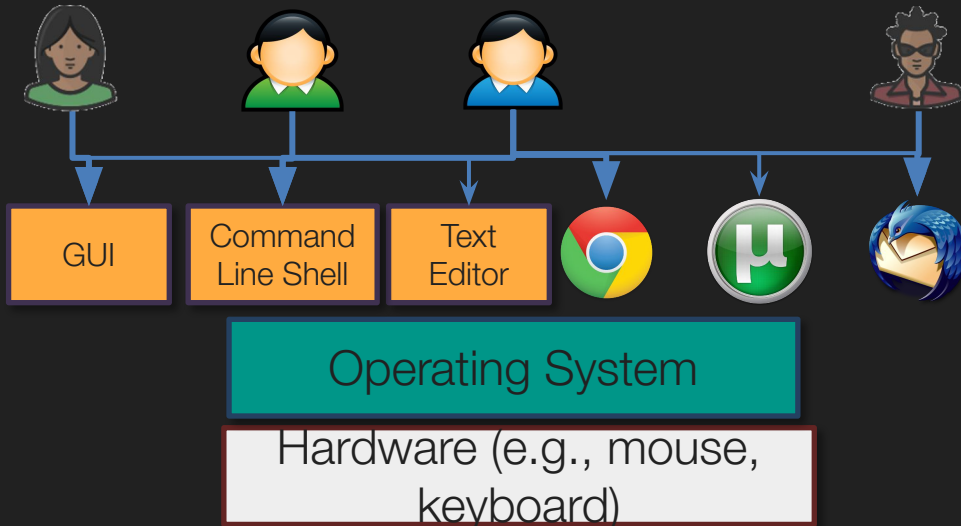 GUI
Command
Line Shell
Text
Editor
µ
Operating System
Hardware (e.g., mouse,
keyboard)